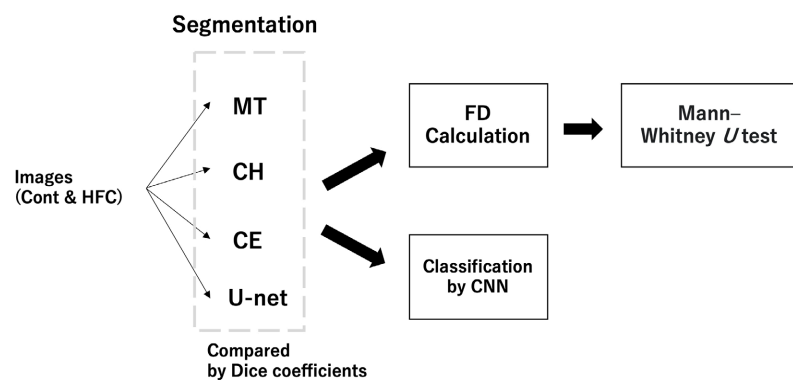 Segmentation
MT
CH
CE
U-net
Images
(Cont & HFC)
Compared
by Dice coefficients
FD
Calculation
Mann–
Whitney U test
Classification
by CNN